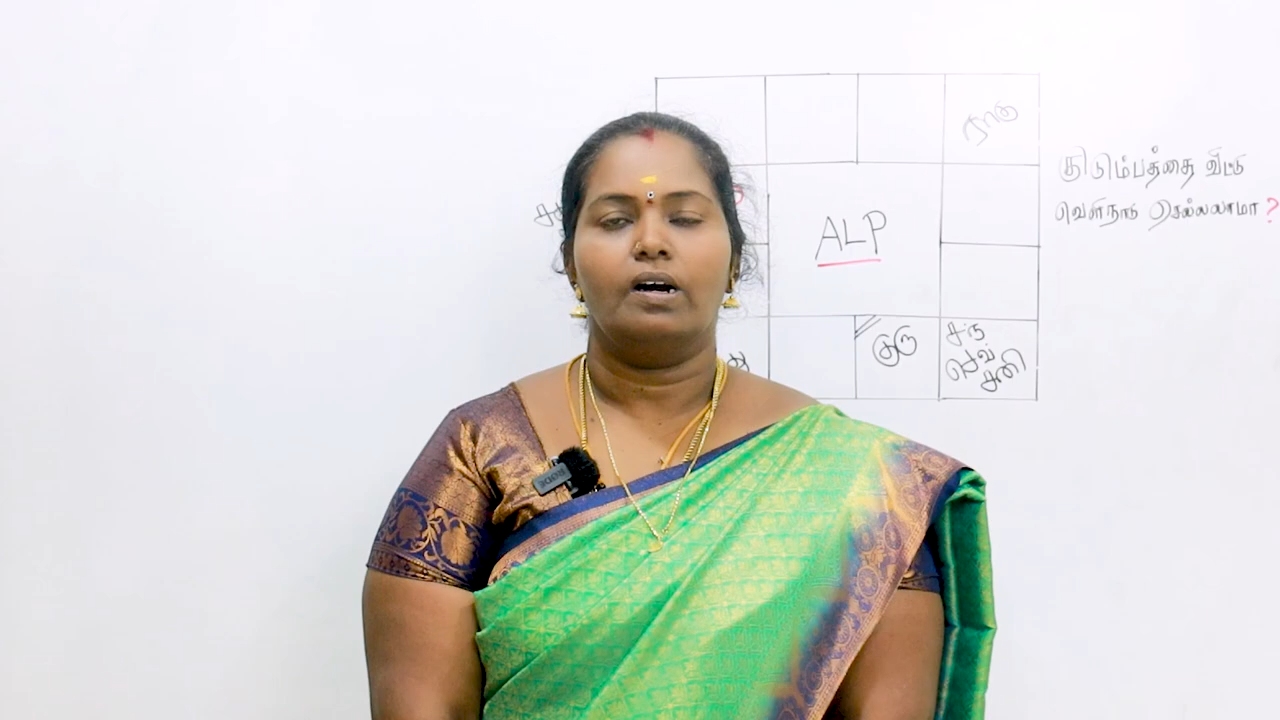 ராகு
குடும்பத்தை விட்டு
வெளிநாடு செல்லலாமா ?
ALP
குரு
செவ்
சனி